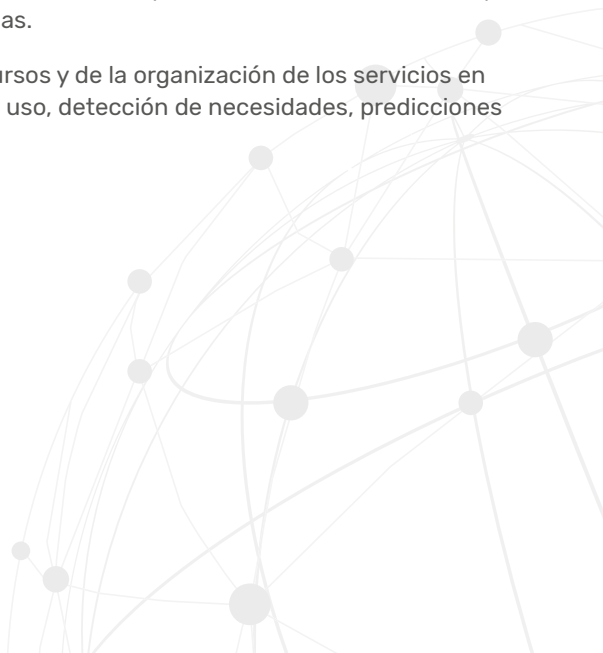 as.
ursos y de la organización de los servicios en
uso, detección de necesidades, predicciones